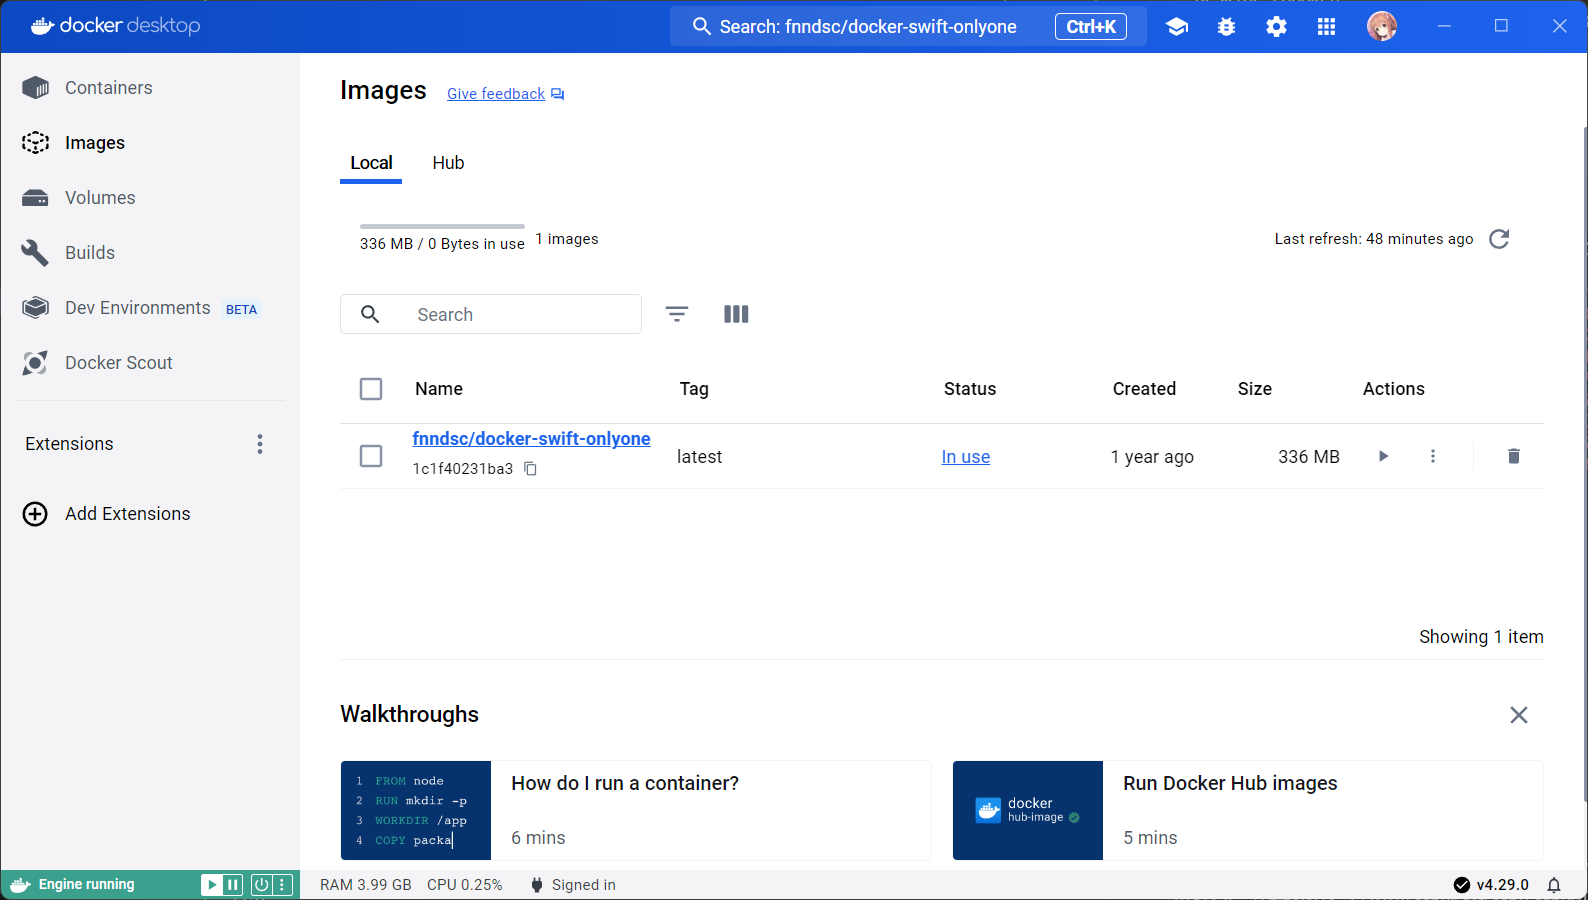 docker desktop
Search: fnndsc/docker-swift-onlyone Ctrl+K
Containers
Images
Volumes
Builds
Dev Environments BETA
Docker Scout
Extensions
Add Extensions
Images Give feedback
Local Hub
336 MB / 0 Bytes in use 1 images Last refresh: 48 minutes ago
Search
Name Tag Status Created Size Actions
fnndsc/docker-swift-onlyone
1c1f40231ba3
latest In use 1 year ago 336 MB
Showing 1 item
Walkthroughs
1 FROM node
2 RUN mkdir -p
3 WORKDIR /app
4 COPY packa
How do I run a container?
6 mins
docker
hub-image
Run Docker Hub images
5 mins
Engine running RAM 3.99 GB CPU 0.25% Signed in v4.29.0